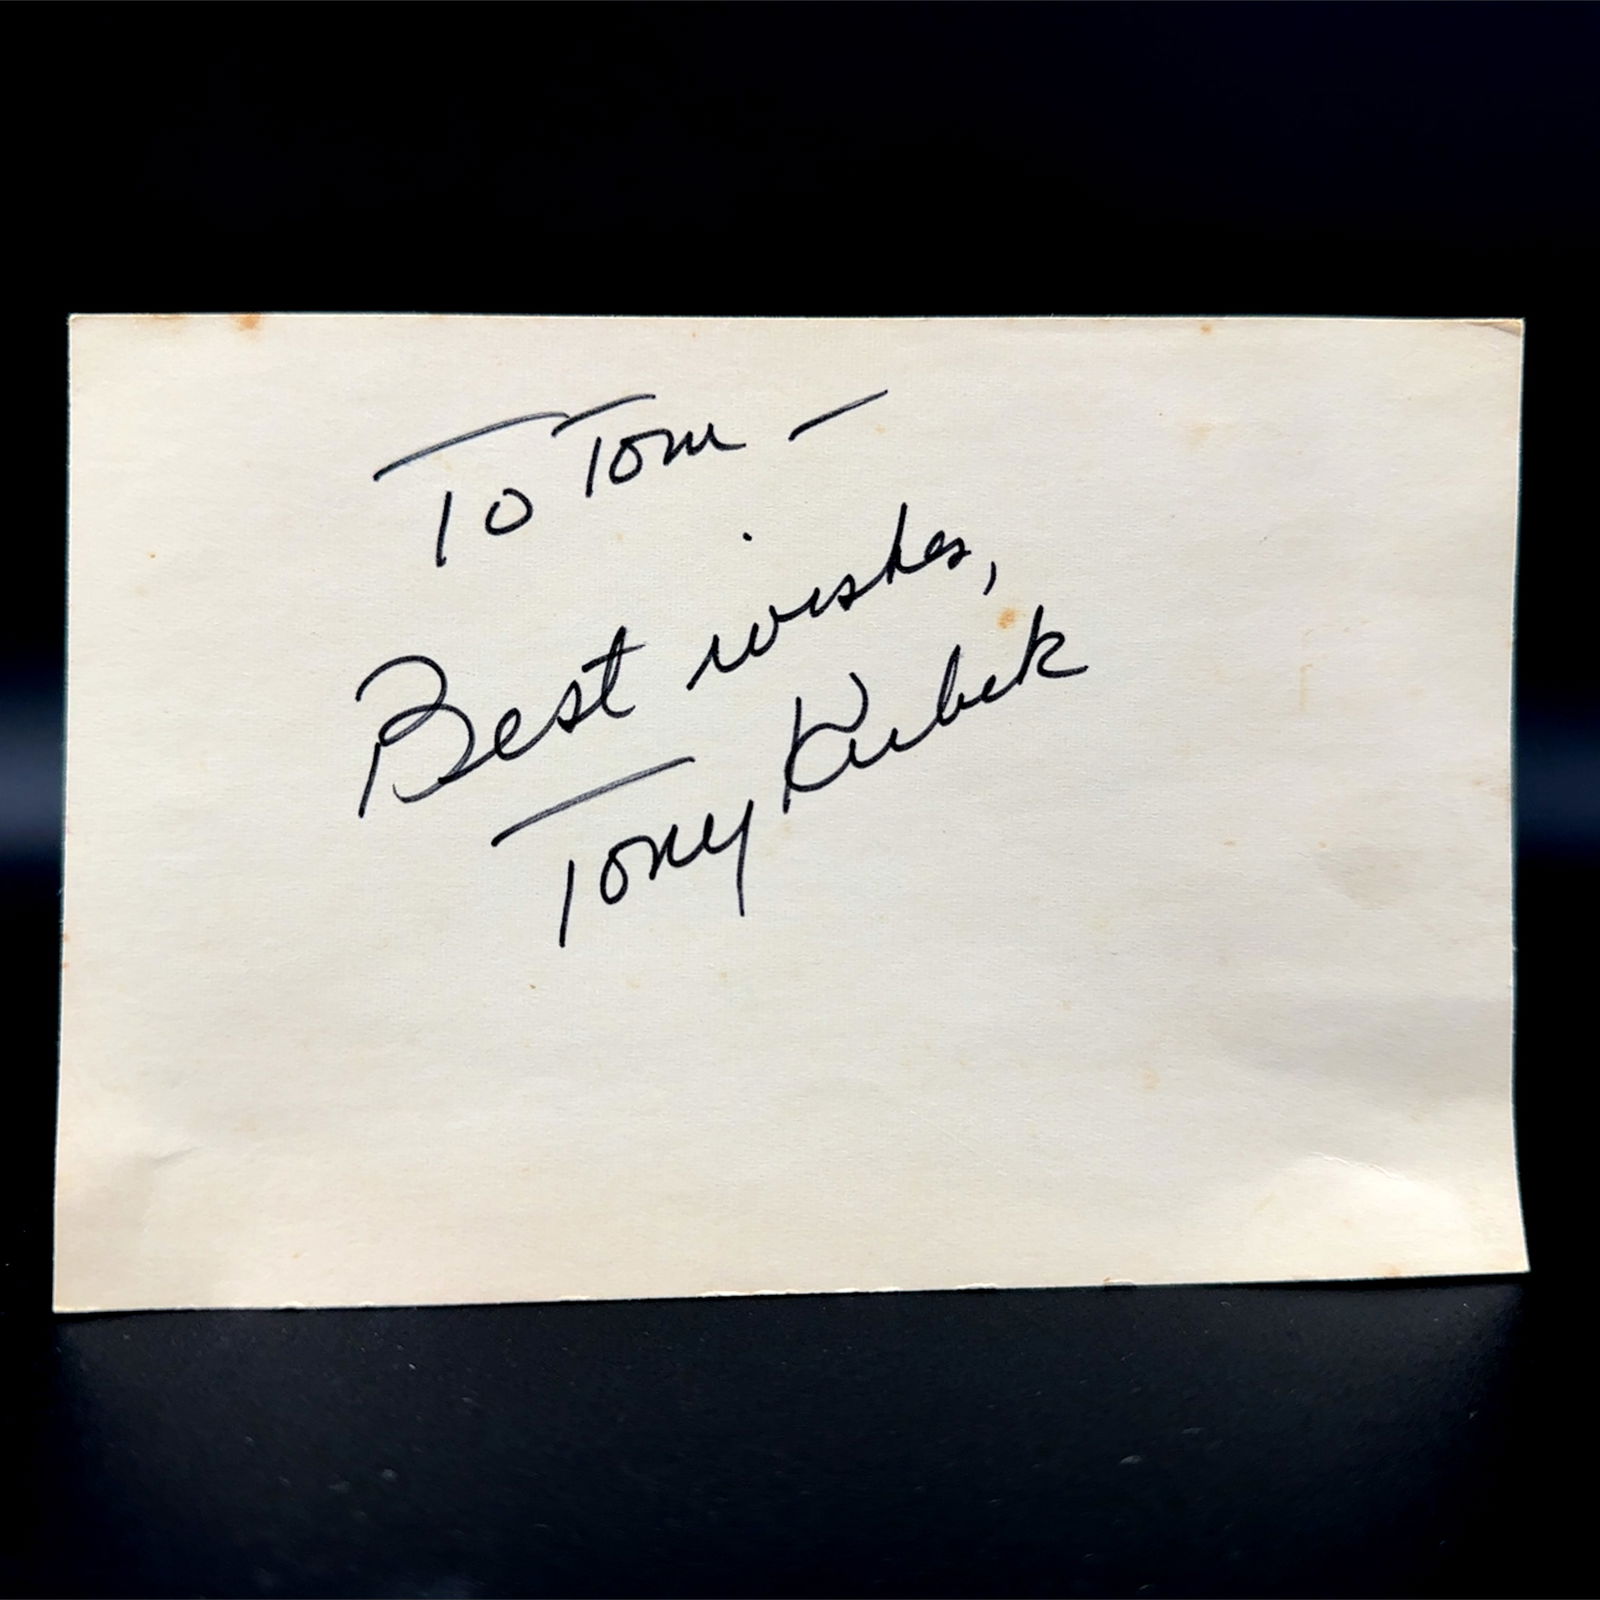 To Tom —
Best wishes,
Tony Kubek